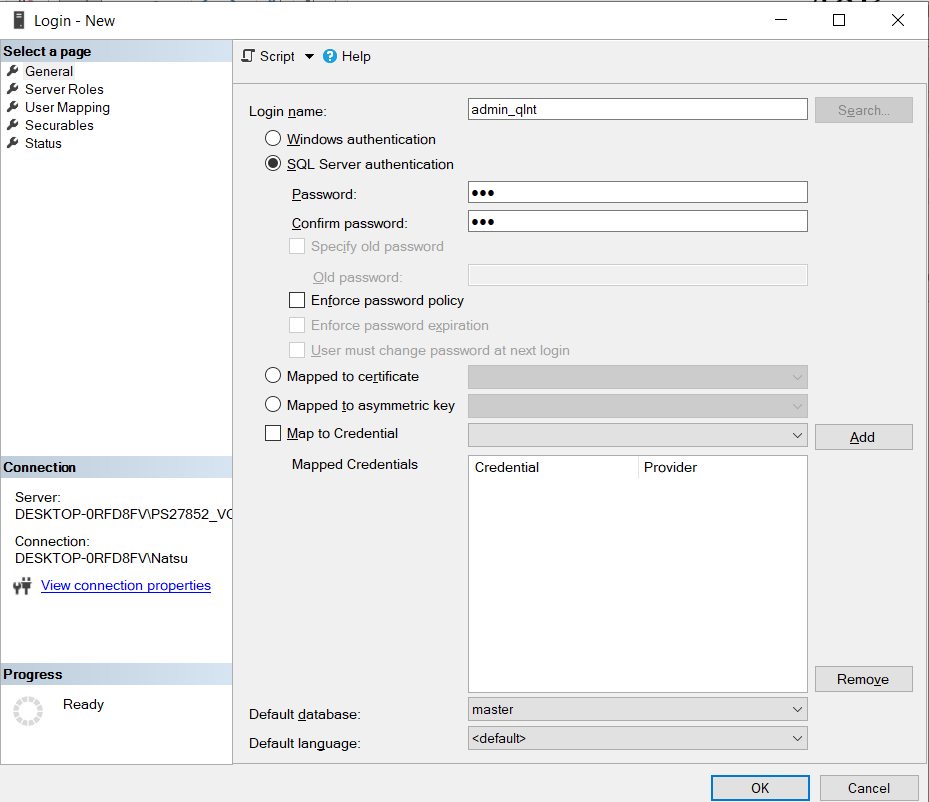 Login - New
Select a page
General
Server Roles
User Mapping
Securables
Status
Script
Help
Login name:
admin_qlnt
Search...
Windows authentication
SQL Server authentication
Password:
●●●
Confirm password:
●●●
Specify old password
Old password:
Enforce password policy
Enforce password expiration
User must change password at next login
Mapped to certificate
Mapped to asymmetric key
Map to Credential
Add
Mapped Credentials
Credential Provider
Remove
Default database:
master
Default language:
<default>
Connection
Server:
DESKTOP-0RFD8FV\PS27852_VC
Connection:
DESKTOP-0RFD8FV\Natsu
View connection properties
Progress
Ready
OK
Cancel